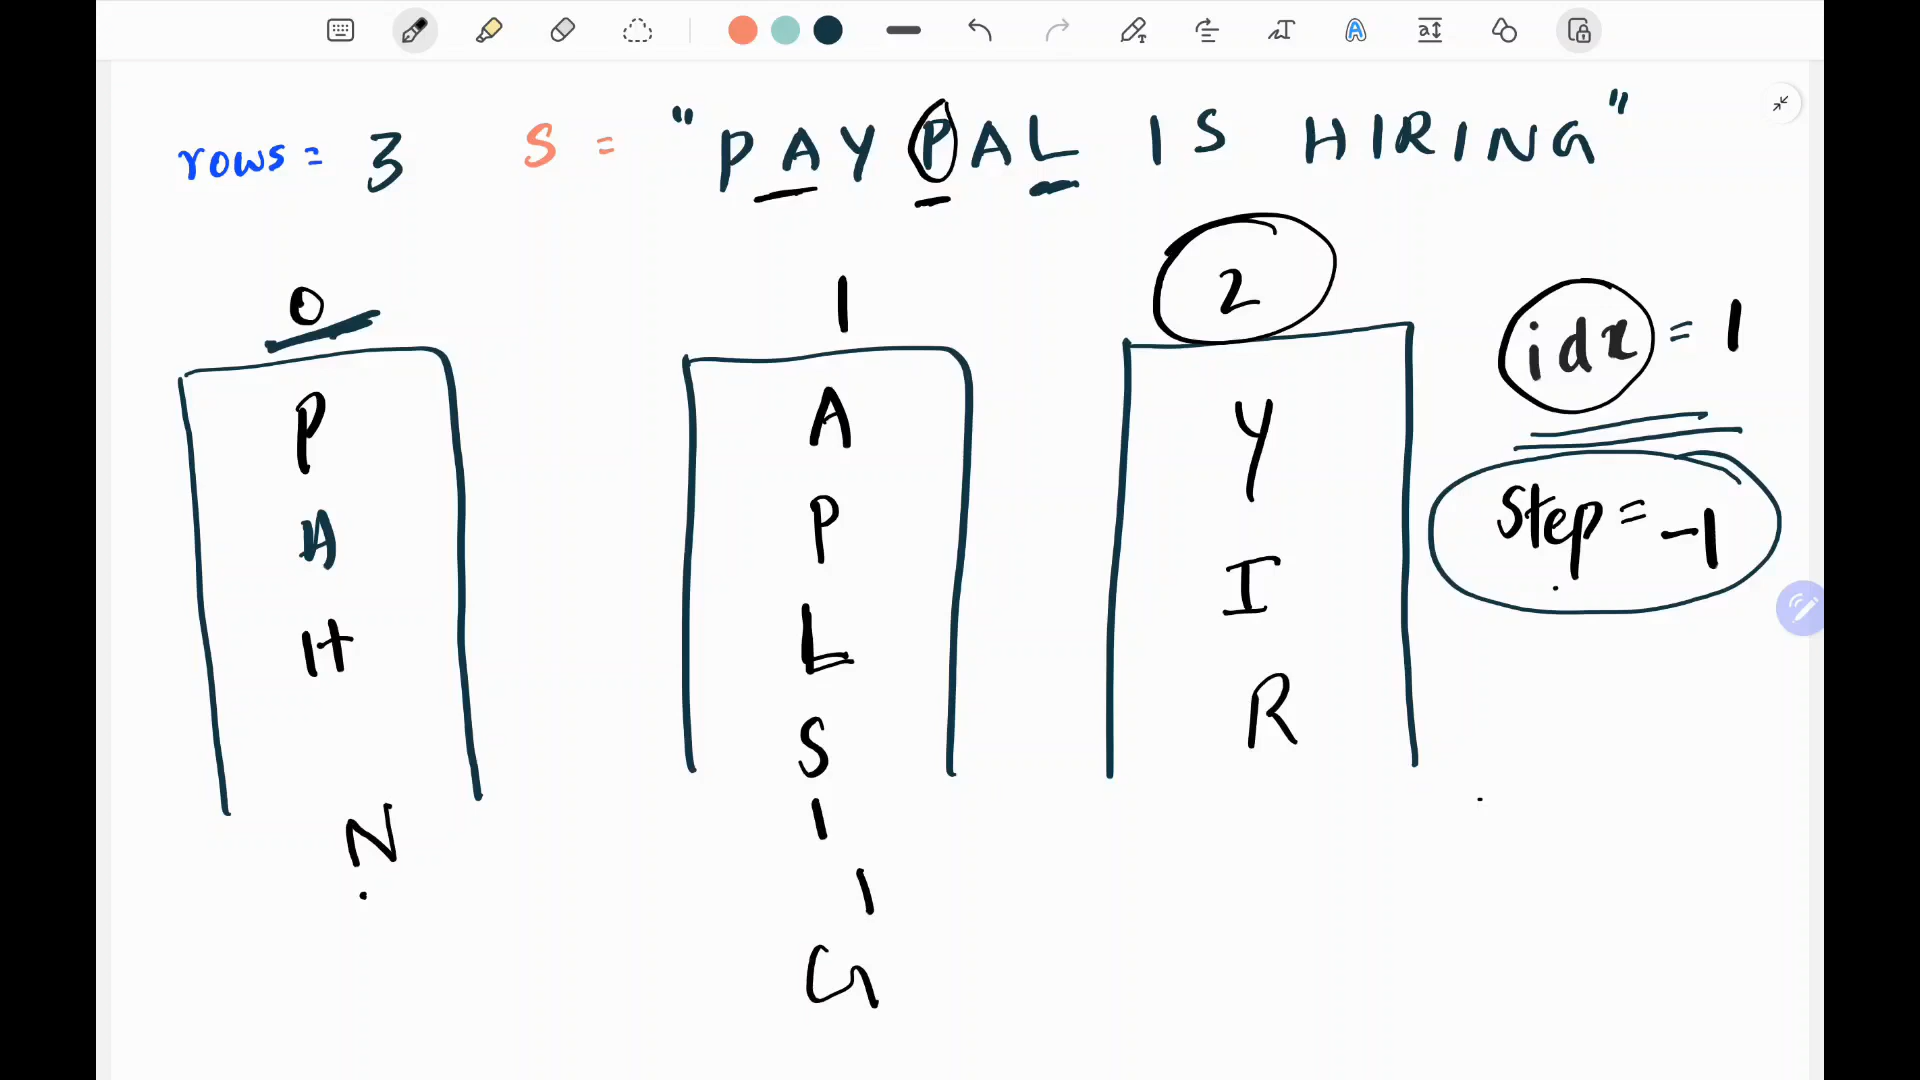 rows = 3 S = "PAYPAL IS HIRING"
0 1 2
idx = 1
P A Y
step = -1
A P I
H L R
S
N I
I
G